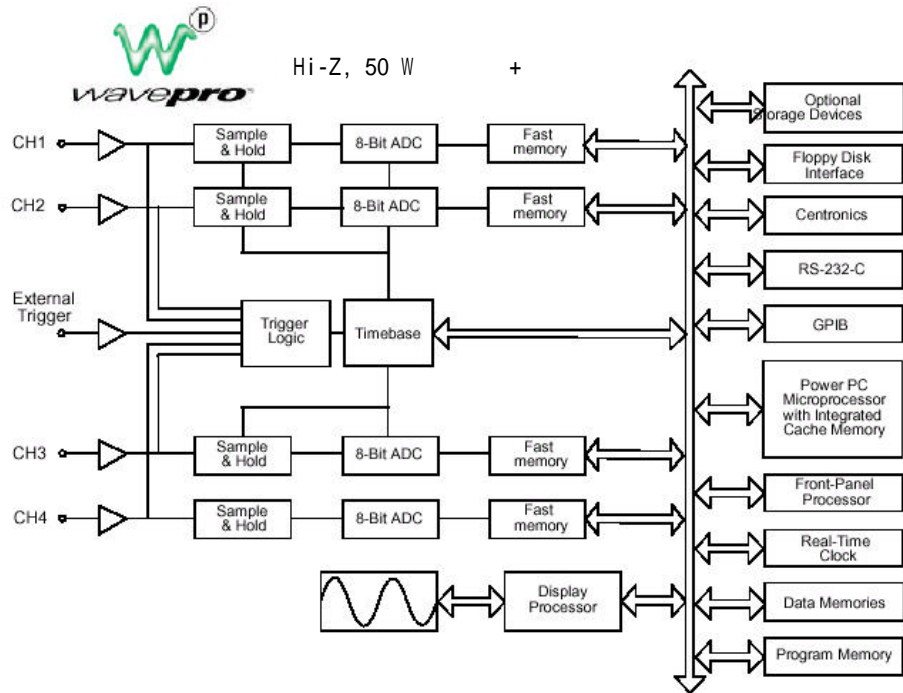 p
W
wavepro™
Hi-Z, 50 W +
Optional
Storage Devices
CH1
Sample
& Hold
8-Bit ADC
Fast
memory
Floppy Disk
Interface
CH2
Sample
& Hold
8-Bit ADC
Fast
memory
Centronics
RS-232-C
External
Trigger
Trigger
Logic
Timebase
GPIB
Power PC
Microprocessor
with Integrated
Cache Memory
CH3
Sample
& Hold
8-Bit ADC
Fast
memory
Front-Panel
Processor
CH4
Sample
& Hold
8-Bit ADC
Fast
memory
Real-Time
Clock
Display
Processor
Data Memories
Program Memory